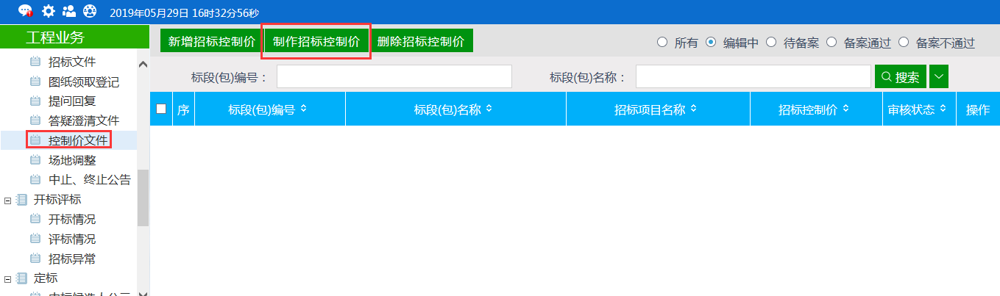 2019年05月29日 16时32分56秒
工程业务
招标文件
图纸领取登记
提问回复
答疑澄清文件
控制价文件
场地调整
中止、终止公告
开标评标
开标情况
评标情况
招标异常
定标
新增招标控制价 制作招标控制价 删除招标控制价 所有 编辑中 待备案 备案通过 备案不通过
标段(包)编号： 标段(包)名称： 搜索
序 标段(包)编号 标段(包)名称 招标项目名称 招标控制价 审核状态 操作